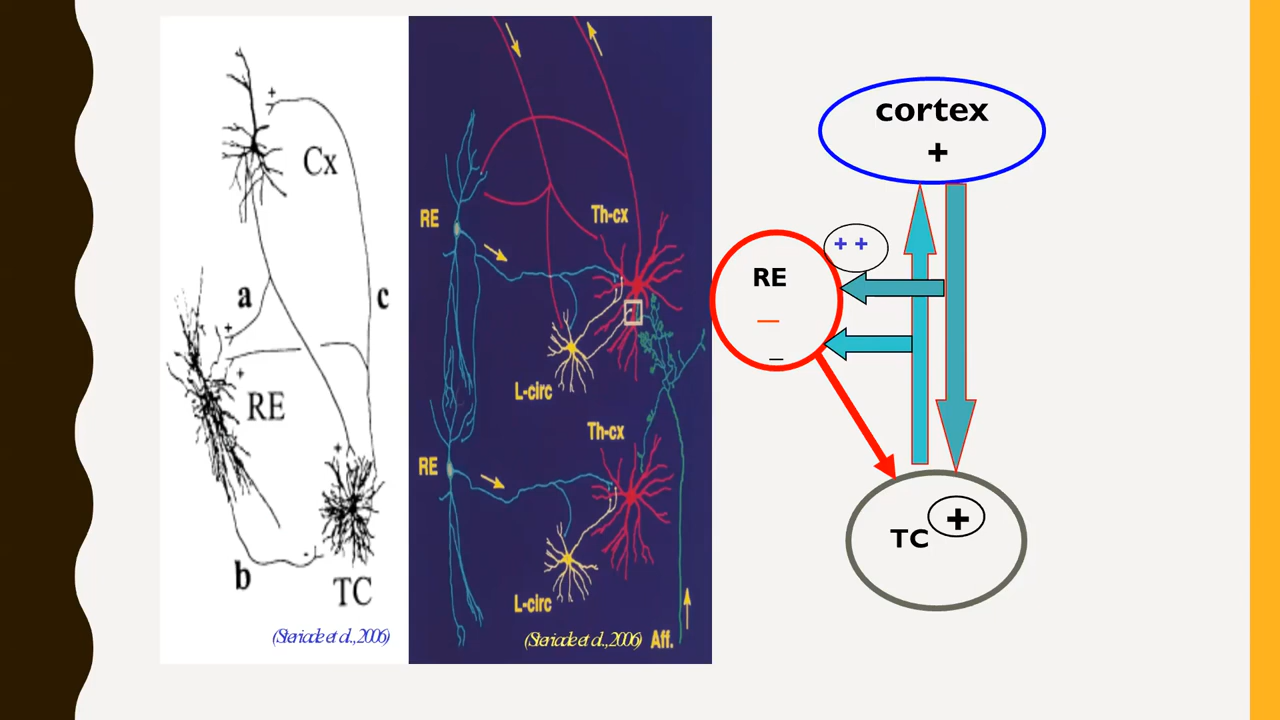 +
Cx
a
c
+
+
RE
+
b
-
TC
(Steriade et al., 2006)
RE
Th-cx
L-circ
Th-cx
RE
L-circ
(Steriade et al., 2006)
Aff.
cortex
+
+ +
RE
_
_
TC
+